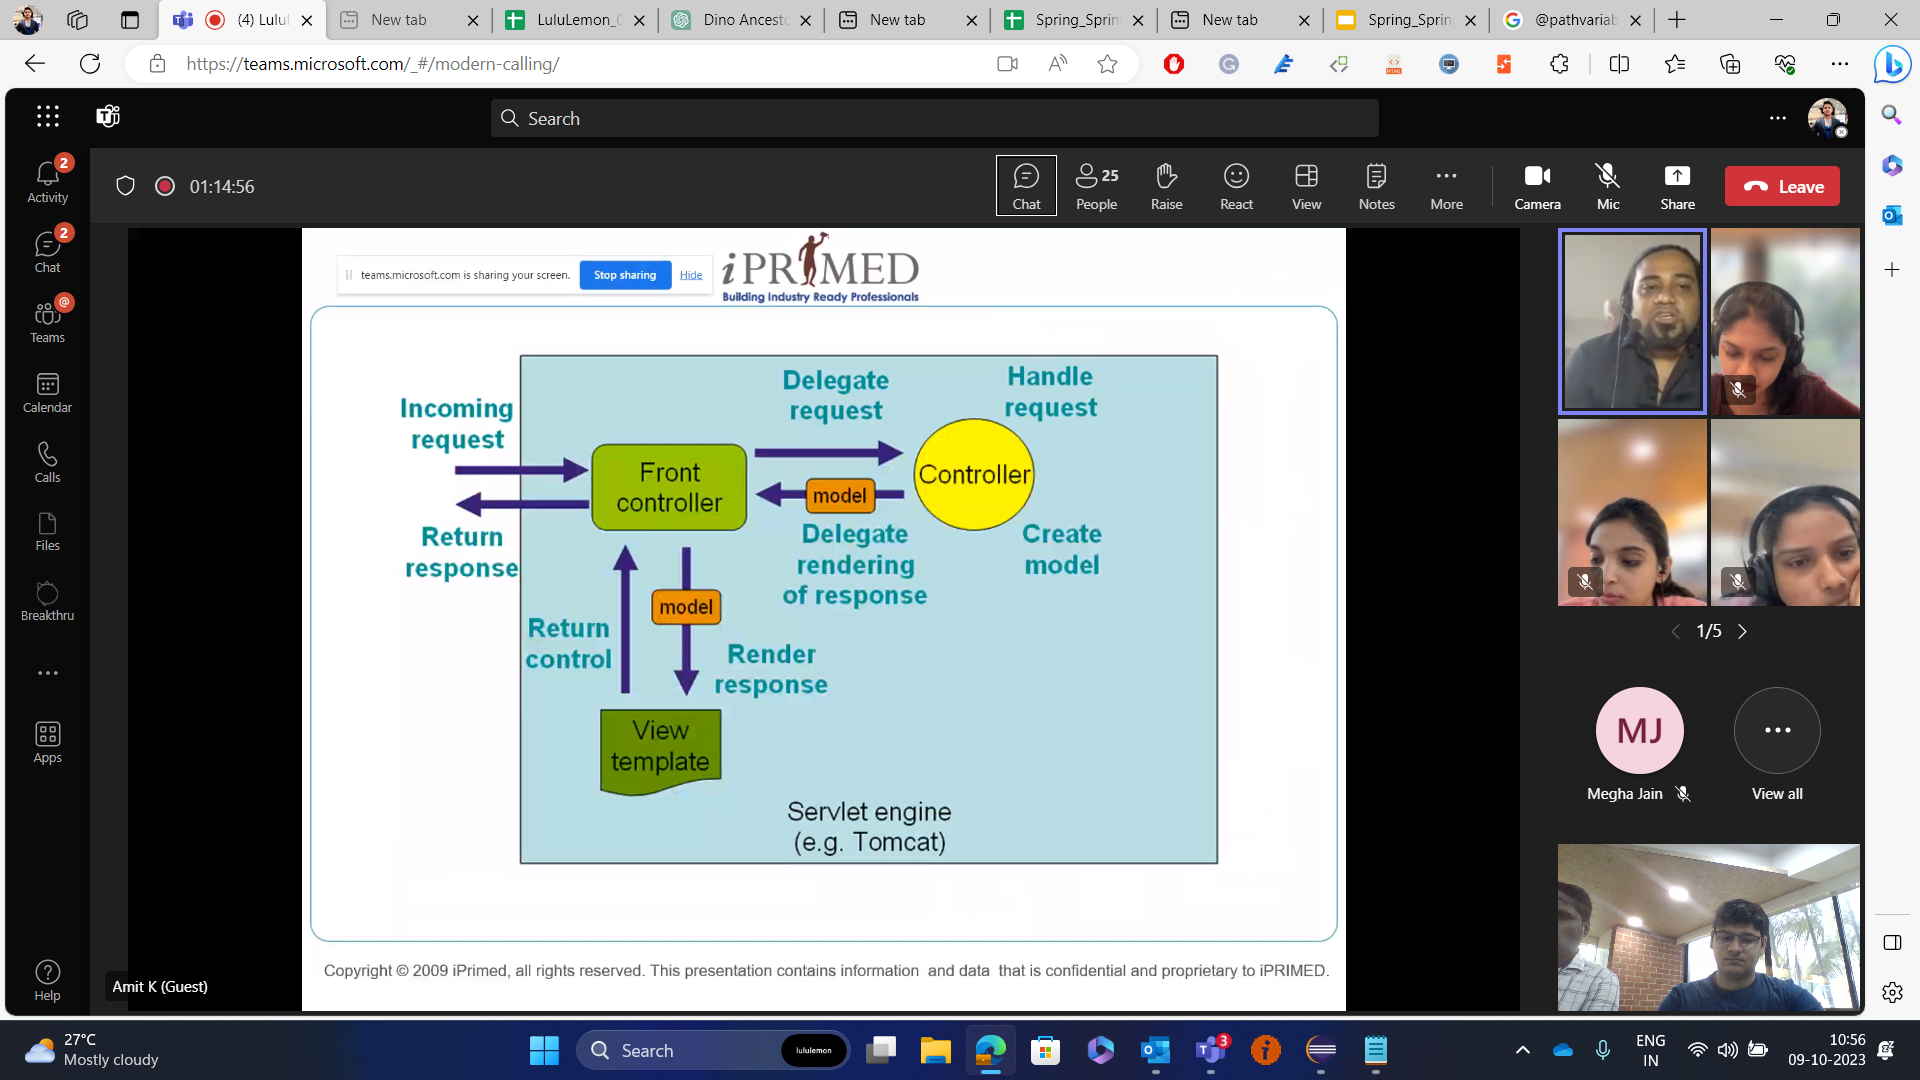 (4) Lulul
New tab
LuluLemon_0
Dino Ancesto
New tab
Spring_Sprin
New tab
Spring_Sprin
@pathvariab
https://teams.microsoft.com/_#/modern-calling/
Search
Activity
2
Chat
2
Teams
@
Calendar
Calls
Files
Breakthru
Apps
Help
01:14:56
Chat
People
25
Raise
React
View
Notes
More
Camera
Mic
Share
Leave
teams.microsoft.com is sharing your screen.
Stop sharing
Hide
iPRIMED
Building Industry Ready Professionals
Incoming
request
Return
response
Front
controller
Delegate
request
Handle
request
Controller
model
Delegate
rendering
of response
Create
model
model
Return
control
Render
response
View
template
Servlet engine
(e.g. Tomcat)
Copyright © 2009 iPrimed, all rights reserved. This presentation contains information and data that is confidential and proprietary to iPRIMED.
Amit K (Guest)
1/5
MJ
Megha Jain
View all
27°C
Mostly cloudy
Search
lululemon
3
ENG
IN
10:56
09-10-2023